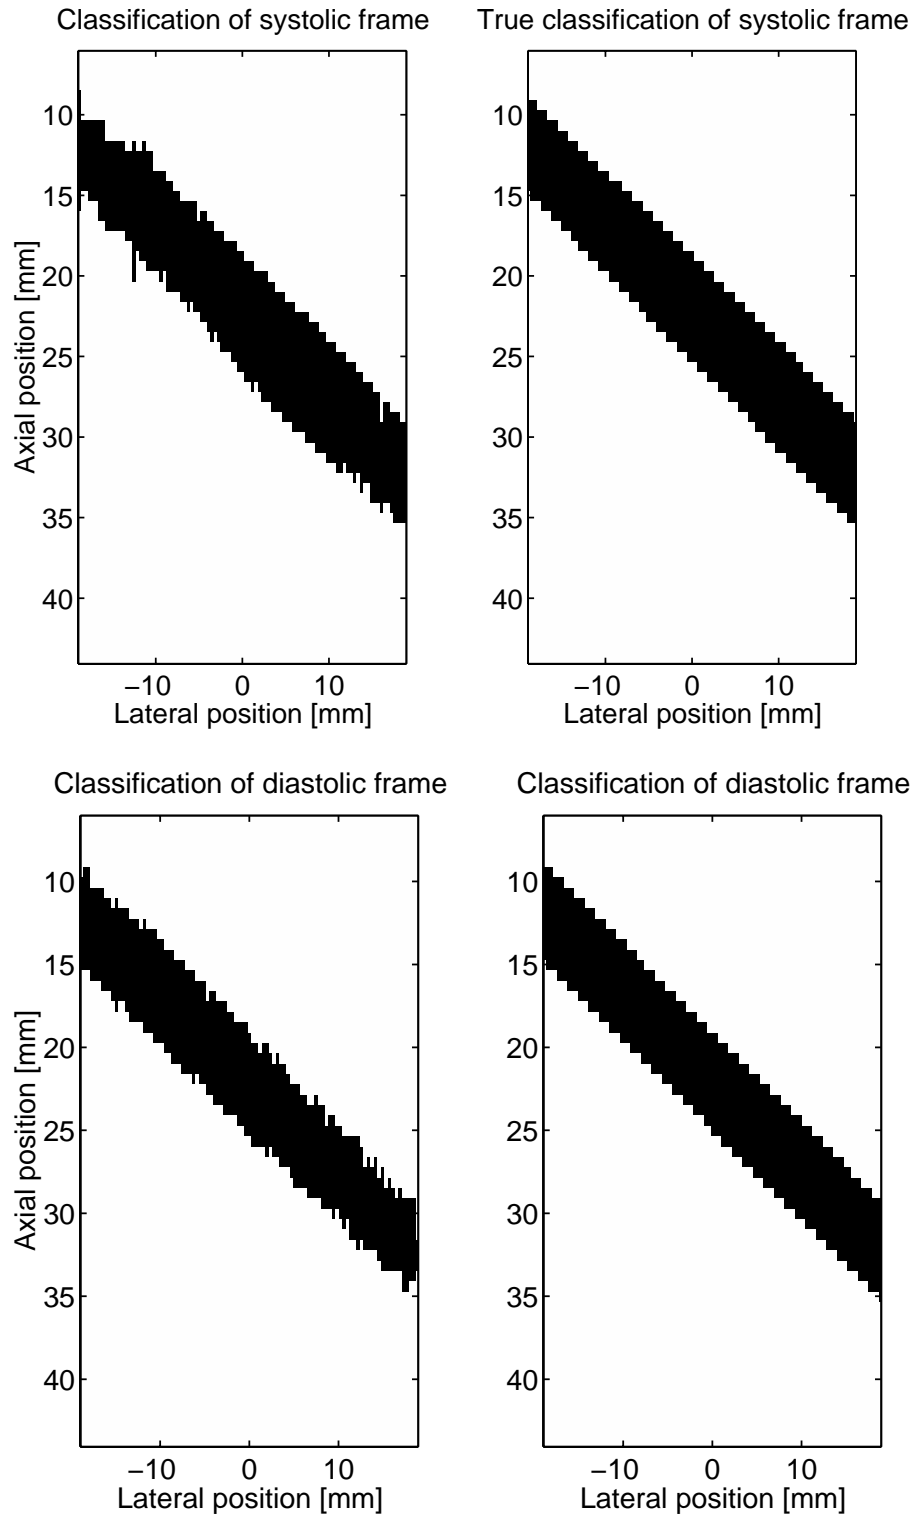 Classification of systolic frame
10
15
20
25
30
35
40
Axial position [mm]
−10 0 10
Lateral position [mm]
True classification of systolic frame
10
15
20
25
30
35
40
−10 0 10
Lateral position [mm]
Classification of diastolic frame
10
15
20
25
30
35
40
Axial position [mm]
−10 0 10
Lateral position [mm]
Classification of diastolic frame
10
15
20
25
30
35
40
−10 0 10
Lateral position [mm]